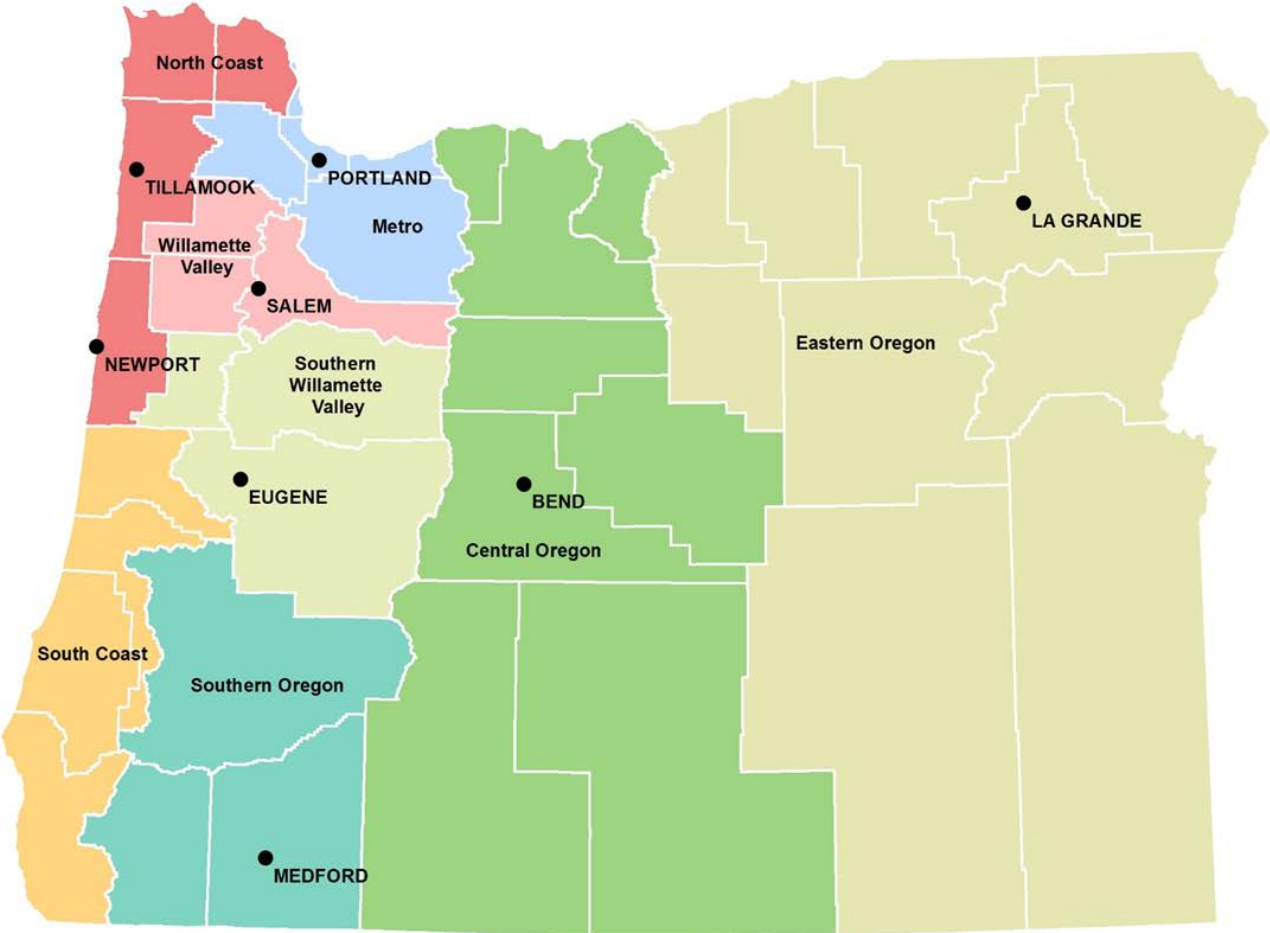 North Coast
PORTLAND
TILLAMOOK
LA GRANDE
Metro
Willamette
Valley
SALEM
Eastern Oregon
NEWPORT
Southern
Willamette
Valley
EUGENE
BEND
Central Oregon
South Coast
Southern Oregon
MEDFORD